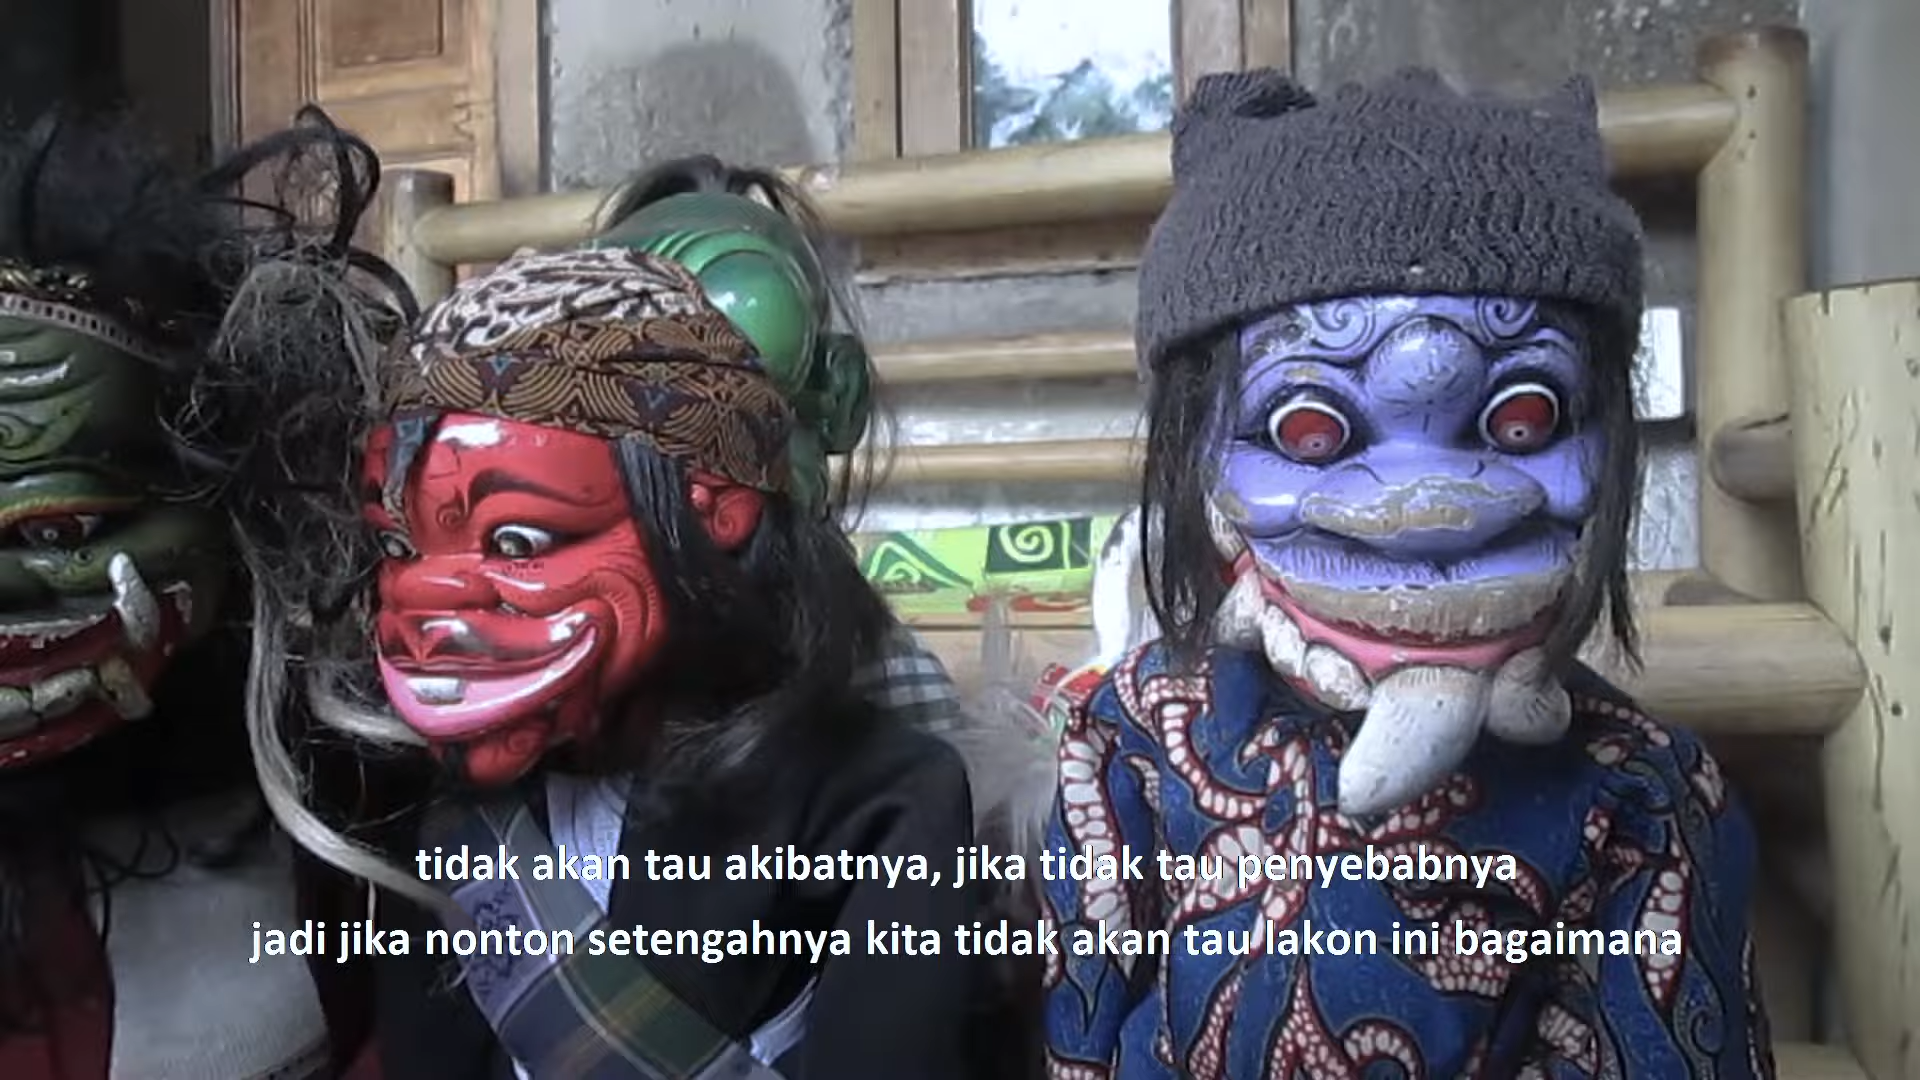 tidak akan tau akibatnya, jika tidak tau penyebabnya
jadi jika nonton setengahnya kita tidak akan tau lakon ini bagaimana